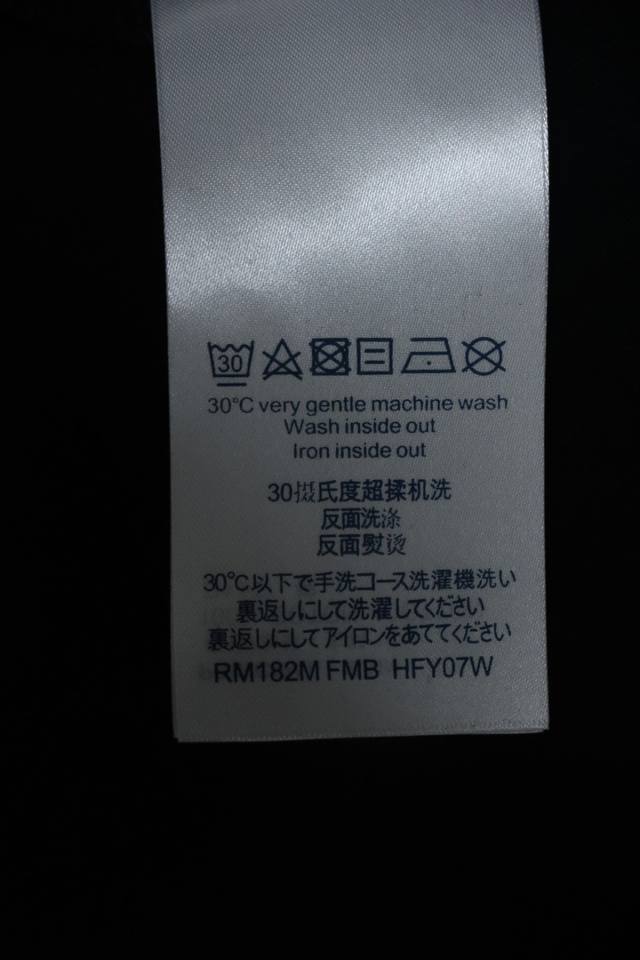 30
30°C very gentle machine wash
Wash inside out
Iron inside out
30摄氏度超揉机洗
反面洗涤
反面熨烫
30°C以下で手洗コース洗濯機洗い
裏返しにして洗濯してください
裏返しにしてアイロンをあててください
RM182M FMB HFY07W